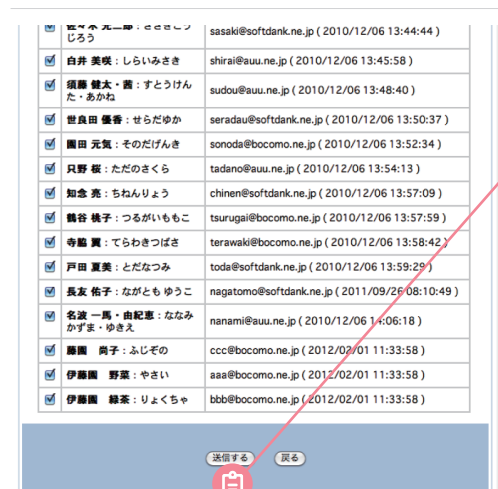 じろう
sasaki@softdank.ne.jp ( 2010/12/06 13:44:44 )
白井 美咲：しらいみさき
shirai@auu.ne.jp ( 2010/12/06 13:45:58 )
須藤 健太・茜：すとうけん
た・あかね
sudou@auu.ne.jp ( 2010/12/06 13:48:40 )
世良田 優香：せらだゆか
seradau@softdank.ne.jp ( 2010/12/06 13:50:37 )
園田 元気：そのだげんき
sonoda@bocomo.ne.jp ( 2010/12/06 13:52:34 )
只野 桜：ただのさくら
tadano@auu.ne.jp ( 2010/12/06 13:54:13 )
知念 亮：ちねんりょう
chinen@softdank.ne.jp ( 2010/12/06 13:57:09 )
鶴谷 桃子：つるがいももこ
tsurugai@bocomo.ne.jp ( 2010/12/06 13:57:59 )
寺脇 翼：てらわきつばさ
terawaki@bocomo.ne.jp ( 2010/12/06 13:58:42 )
戸田 夏美：とだなつみ
toda@softdank.ne.jp ( 2010/12/06 13:59:29 )
長友 佑子：ながとも ゆうこ
nagatomo@softdank.ne.jp ( 2011/09/26 08:10:49 )
名波 一馬・由紀恵：ななみ
かずま・ゆきえ
nanami@auu.ne.jp ( 2010/12/06 14:06:18 )
藤園　尚子：ふじぞの
ccc@bocomo.ne.jp ( 2012/02/01 11:33:58 )
伊藤園　野菜：やさい
aaa@bocomo.ne.jp ( 2012/02/01 11:33:58 )
伊藤園　緑茶：りょくちゃ
bbb@bocomo.ne.jp ( 2012/02/01 11:33:58 )
送信する
戻る